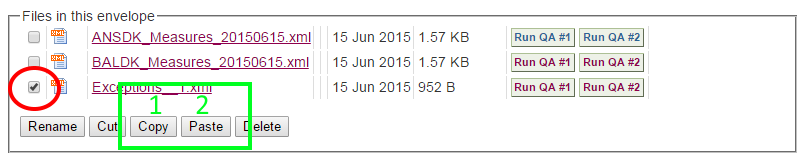 Files in this envelope
ANSDK_Measures_20150615.xml 15 Jun 2015 1.57 KB Run QA #1 Run QA #2
BALDK_Measures_20150615.xml 15 Jun 2015 1.57 KB Run QA #1 Run QA #2
Exceptions__1.xml 15 Jun 2015 952 B Run QA #1 Run QA #2
1 2
Rename Cut Copy Paste Delete